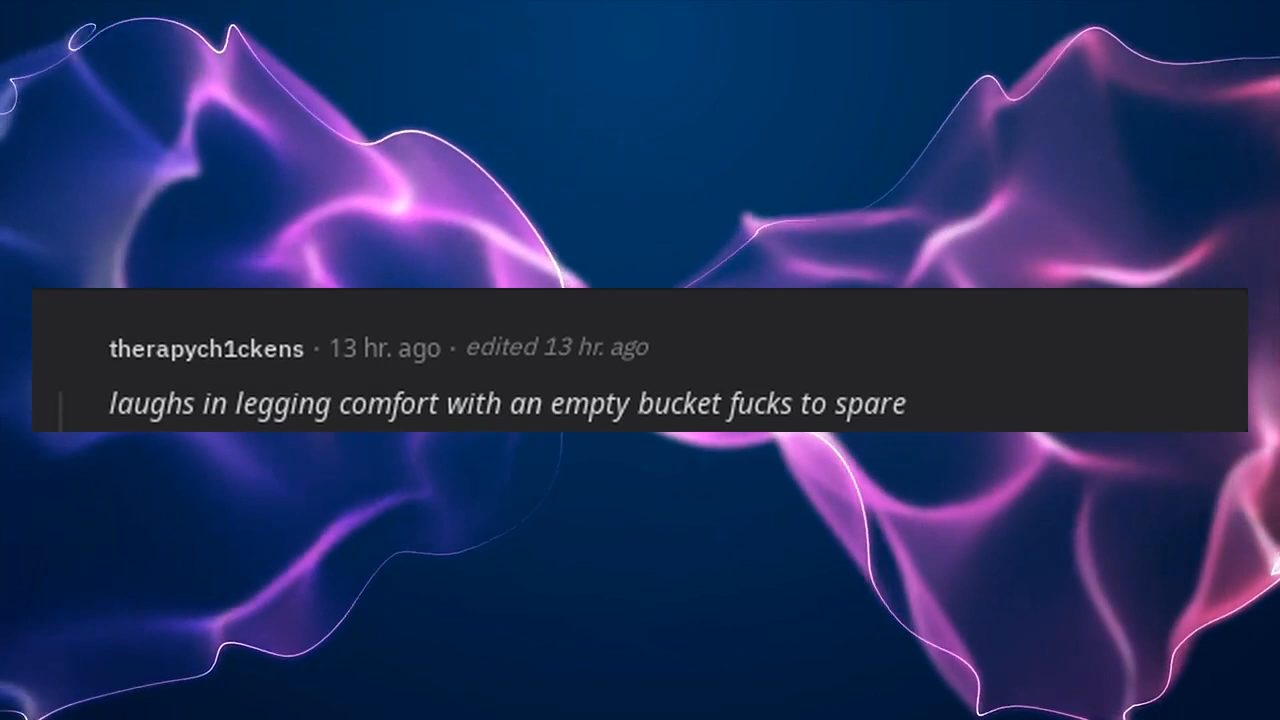 therapych1ckens · 13 hr. ago · edited 13 hr. ago
laughs in legging comfort with an empty bucket fucks to spare